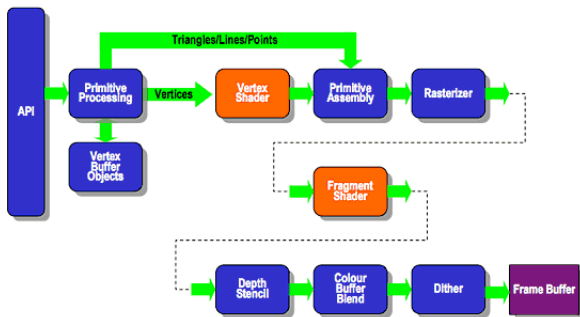 Triangles/Lines/Points
API
Primitive
Processing
Vertices
Vertex
Shader
Primitive
Assembly
Rasterizer
Vertex
Buffer
Objects
Fragment
Shader
Depth
Stencil
Colour
Buffer
Blend
Dither
Frame Buffer